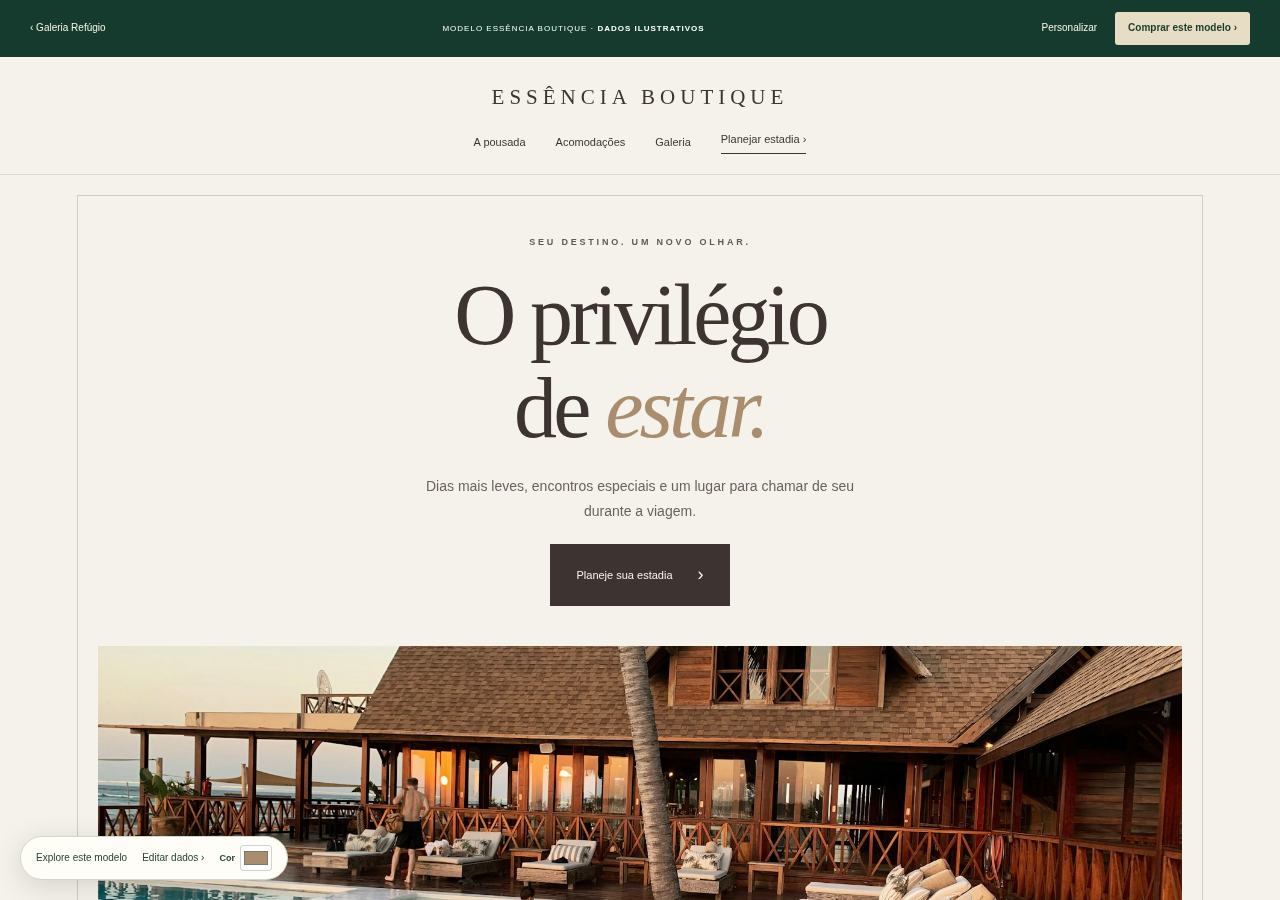 ‹ Galeria Refúgio
MODELO ESSÊNCIA BOUTIQUE · DADOS ILUSTRATIVOS
Personalizar
Comprar este modelo ›
ESSÊNCIA BOUTIQUE
A pousada
Acomodações
Galeria
Planejar estadia ›
SEU DESTINO. UM NOVO OLHAR.
O privilégio
de estar.
Dias mais leves, encontros especiais e um lugar para chamar de seu
durante a viagem.
Planeje sua estadia ›
Explore este modelo
Editar dados ›
Cor